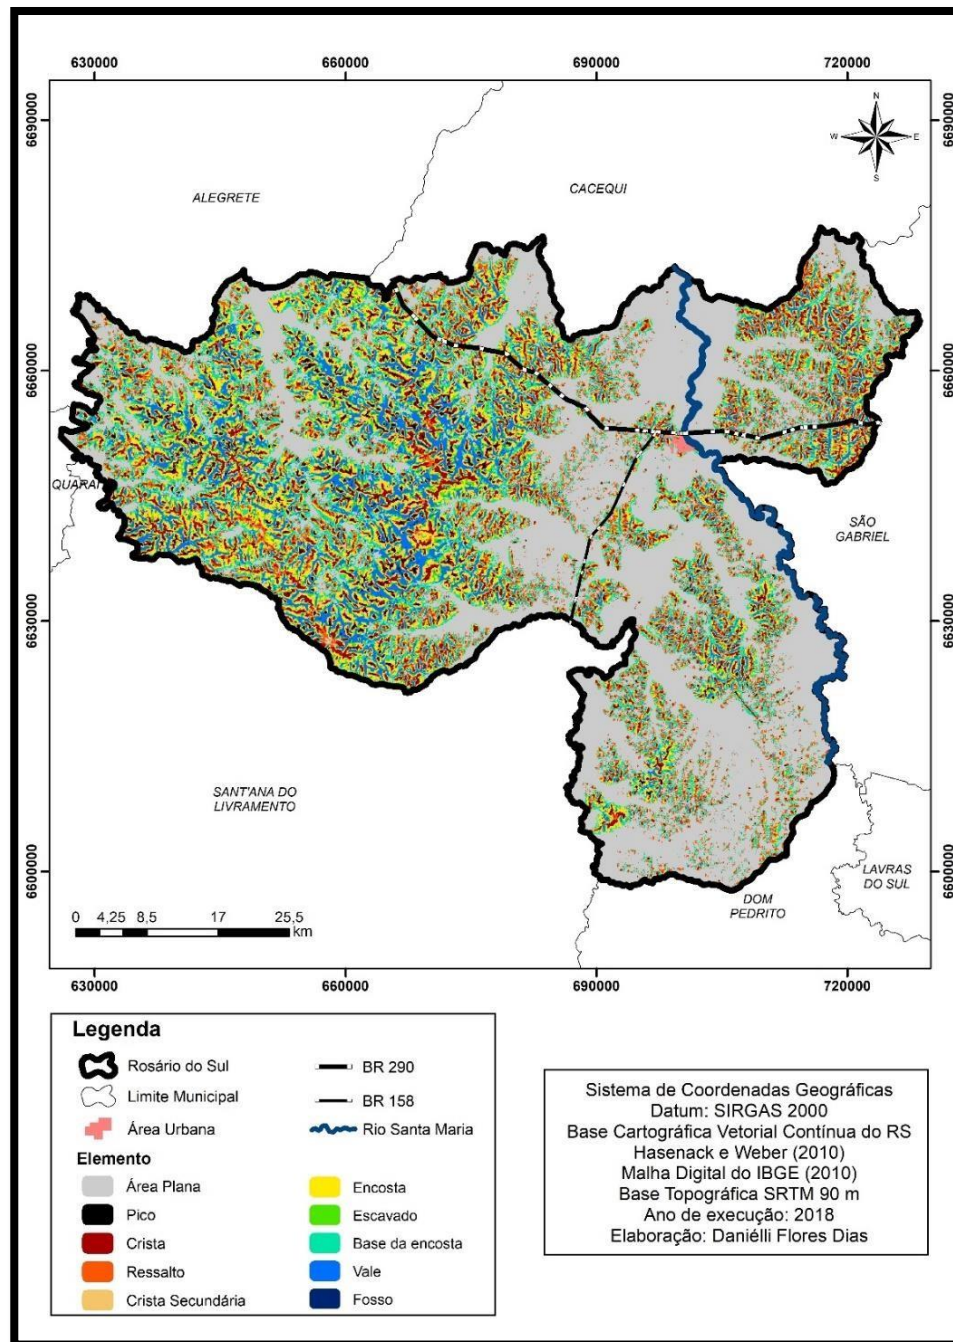 630000
660000
690000
720000
6690000
6690000
N
W
E
S
CACEQUI
ALEGRETE
6660000
6660000
QUARAÍ
SÃO
GABRIEL
6630000
6630000
SANT'ANA DO
LIVRAMENTO
LAVRAS
DO SUL
6600000
6600000
DOM
PEDRITO
0 4,25 8,5 17 25,5
km
630000
660000
690000
720000
Legenda
Rosário do Sul
Limite Municipal
Área Urbana
BR 290
BR 158
Rio Santa Maria
Elemento
Área Plana
Pico
Crista
Ressalto
Crista Secundária
Encosta
Escavado
Base da encosta
Vale
Fosso
Sistema de Coordenadas Geográficas
Datum: SIRGAS 2000
Base Cartográfica Vetorial Contínua do RS
Hasenack e Weber (2010)
Malha Digital do IBGE (2010)
Base Topográfica SRTM 90 m
Ano de execução: 2018
Elaboração: Daniélli Flores Dias